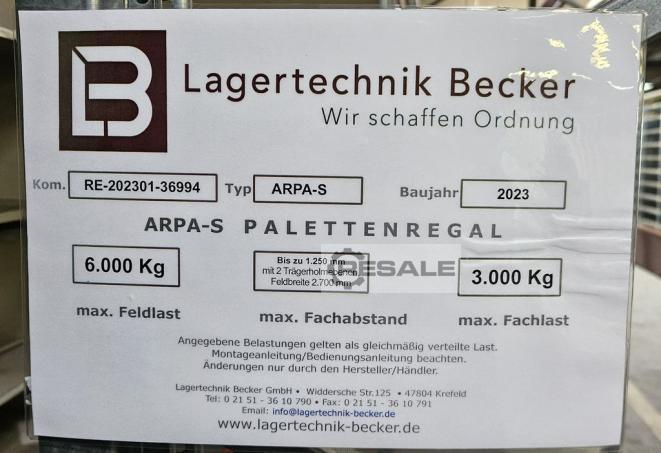 LB Lagertechnik Becker
Wir schaffen Ordnung
Kom. RE-202301-36994 Typ ARPA-S Baujahr 2023
ARPA-S PALETTENREGAL
6.000 Kg
Bis zu 1.250 mm
mit 2 Trägerholmebenen,
Feldbreite 2.700 mm
RESALE
3.000 Kg
max. Feldlast max. Fachabstand max. Fachlast
Angegebene Belastungen gelten als gleichmäßig verteilte Last.
Montageanleitung/Bedienungsanleitung beachten.
Änderungen nur durch den Hersteller/Händler.
Lagertechnik Becker GmbH • Widdersche Str.125 • 47804 Krefeld
Tel: 0 21 51 - 36 10 790 • Fax: 0 21 51 - 36 10 791
Email: info@lagertechnik-becker.de
www.lagertechnik-becker.de